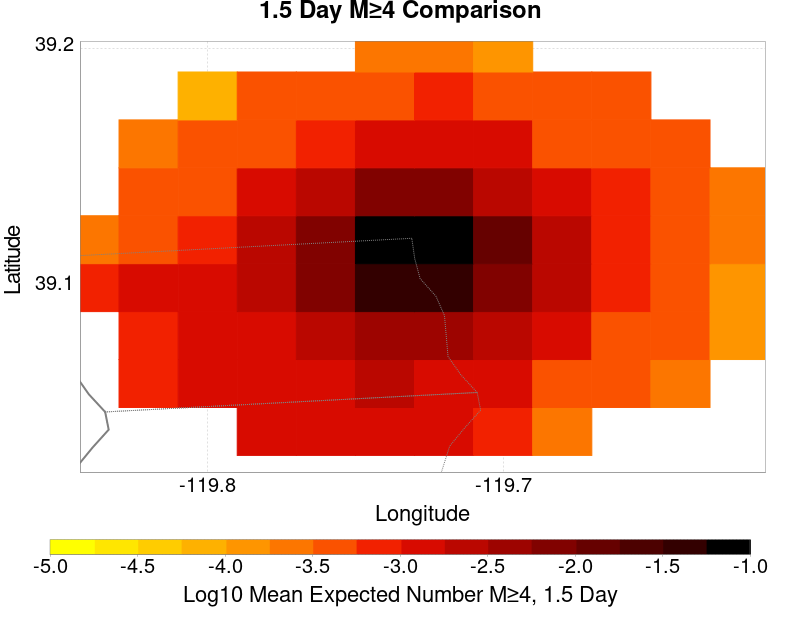 1.5 Day M≥4 Comparison
39.2
39.1
Latitude
-119.8 -119.7
Longitude
-5.0 -4.5 -4.0 -3.5 -3.0 -2.5 -2.0 -1.5 -1.0
Log10 Mean Expected Number M≥4, 1.5 Day